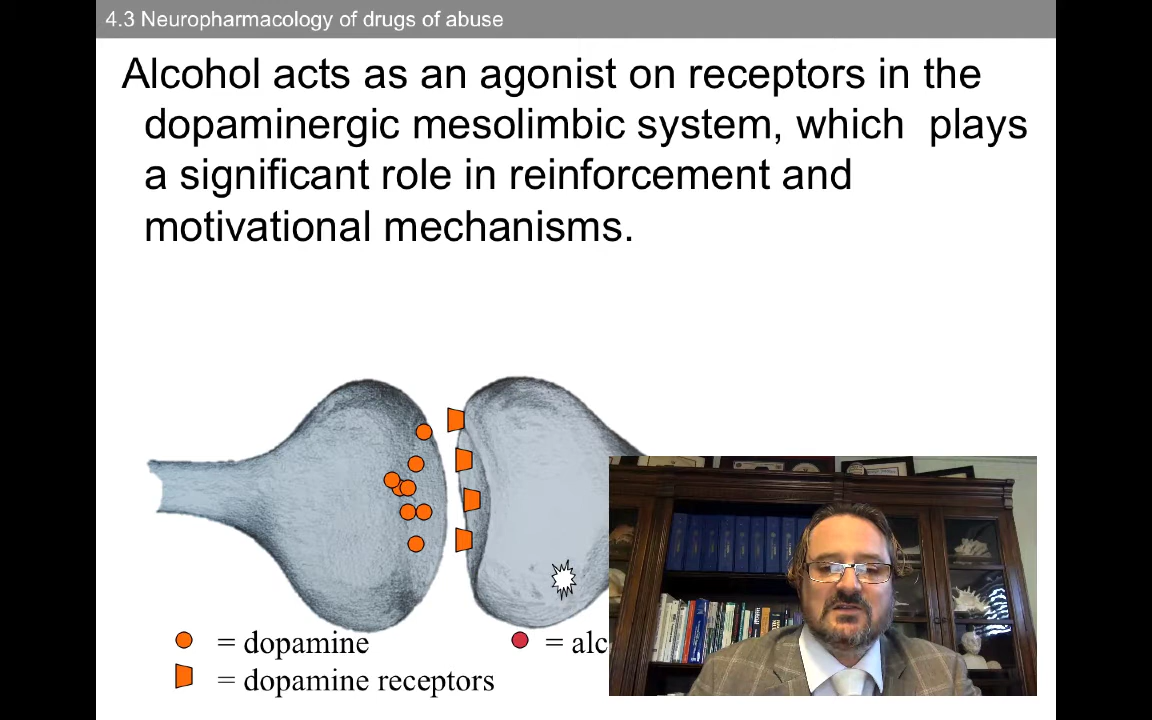 4.3 Neuropharmacology of drugs of abuse
Alcohol acts as an agonist on receptors in the
dopaminergic mesolimbic system, which plays
a significant role in reinforcement and
motivational mechanisms.
= dopamine
= alc
= dopamine receptors